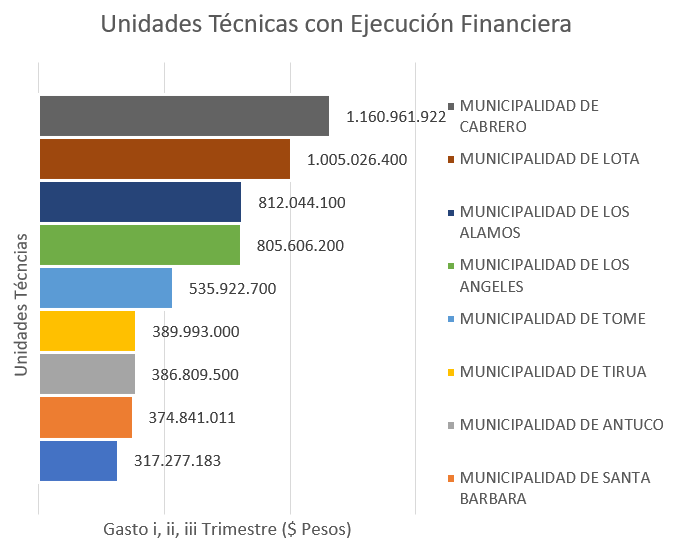 Unidades Técnicas con Ejecución Financiera
1.160.961.922
1.005.026.400
812.044.100
805.606.200
535.922.700
389.993.000
386.809.500
374.841.011
317.277.183
Unidades Técncias
Gasto i, ii, iii Trimestre ($ Pesos)
MUNICIPALIDAD DE
CABRERO
MUNICIPALIDAD DE LOTA
MUNICIPALIDAD DE LOS
ALAMOS
MUNICIPALIDAD DE LOS
ANGELES
MUNICIPALIDAD DE TOME
MUNICIPALIDAD DE TIRUA
MUNICIPALIDAD DE ANTUCO
MUNICIPALIDAD DE SANTA
BARBARA